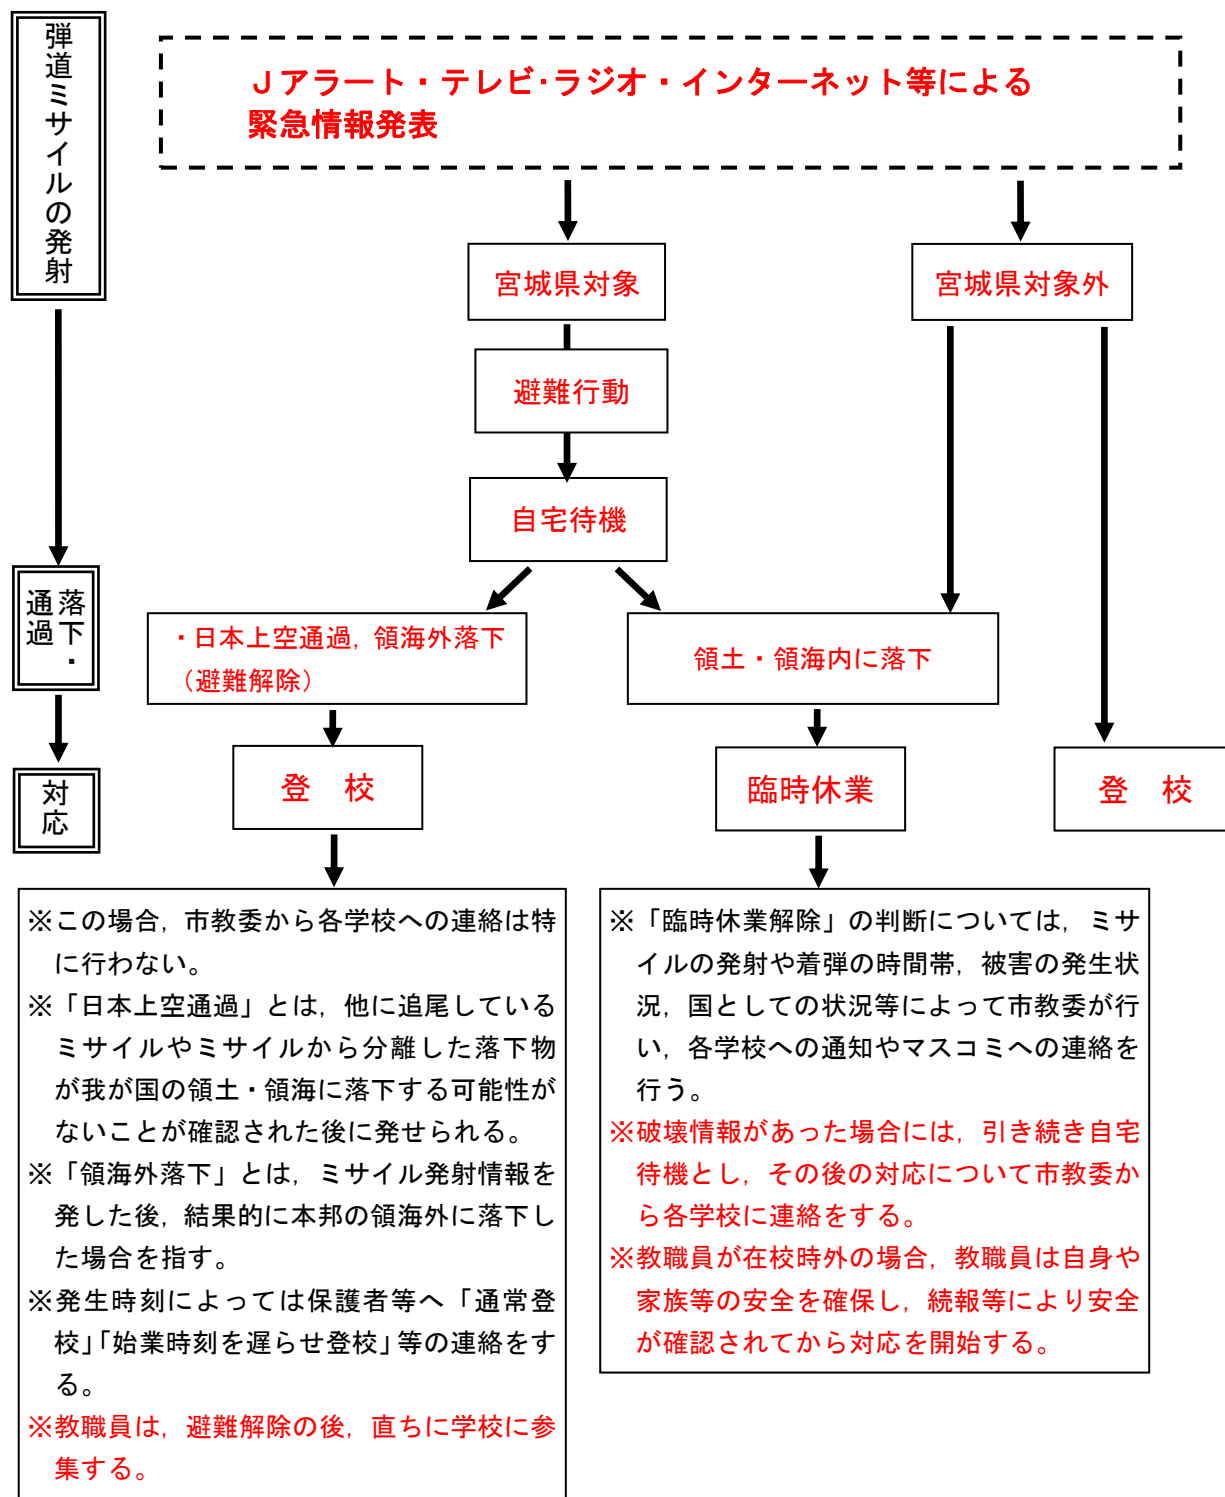 弾道ミサイルの発射
Jアラート・テレビ・ラジオ・インターネット等による
緊急情報発表
宮城県対象
宮城県対象外
避難行動
自宅待機
落下・
通過
・日本上空通過，領海外落下
（避難解除）
領土・領海内に落下
対応
登　校
臨時休業
登　校
※この場合，市教委から各学校への連絡は特
に行わない。
※「日本上空通過」とは，他に追尾している
ミサイルやミサイルから分離した落下物
が我が国の領土・領海に落下する可能性が
ないことが確認された後に発せられる。
※「領海外落下」とは，ミサイル発射情報を
発した後，結果的に本邦の領海外に落下し
た場合を指す。
※発生時刻によっては保護者等へ「通常登
校」「始業時刻を遅らせ登校」等の連絡をす
る。
※教職員は，避難解除の後，直ちに学校に参
集する。
※「臨時休業解除」の判断については，ミサ
イルの発射や着弾の時間帯，被害の発生状
況，国としての状況等によって市教委が行
い，各学校への通知やマスコミへの連絡を
行う。
※破壊情報があった場合には，引き続き自宅
待機とし，その後の対応について市教委か
ら各学校に連絡をする。
※教職員が在校時外の場合，教職員は自身や
家族等の安全を確保し，続報等により安全
が確認されてから対応を開始する。